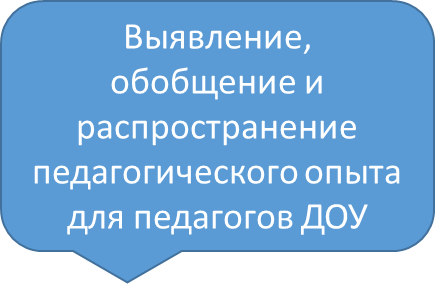 Выявление,
обобщение и
распространение
педагогического опыта
для педагогов ДОУ